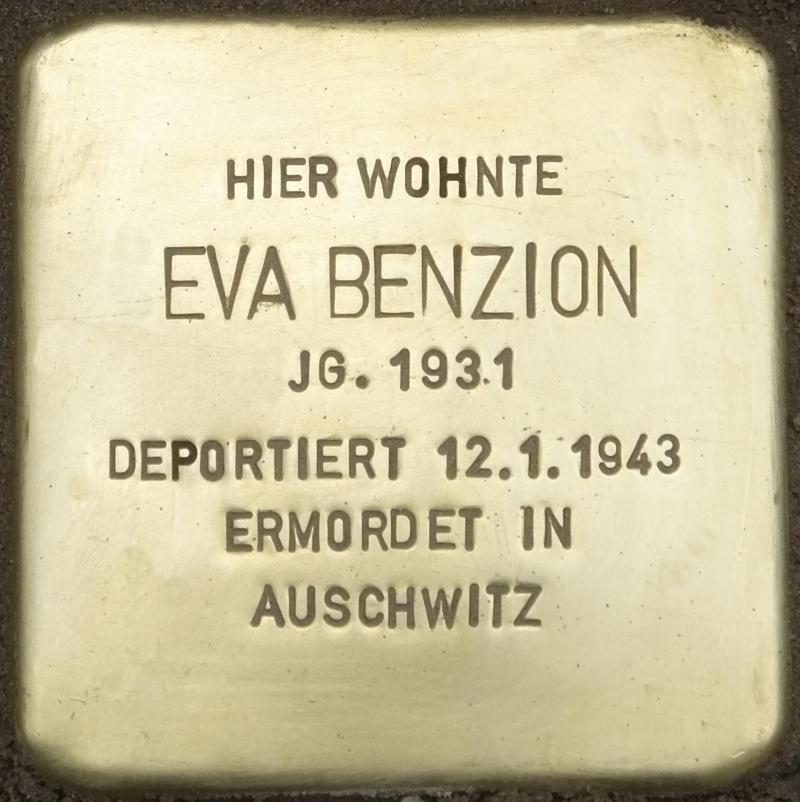 HIER WOHNTE
EVA BENZION
JG. 1931
DEPORTIERT 12.1.1943
ERMORDET IN
AUSCHWITZ